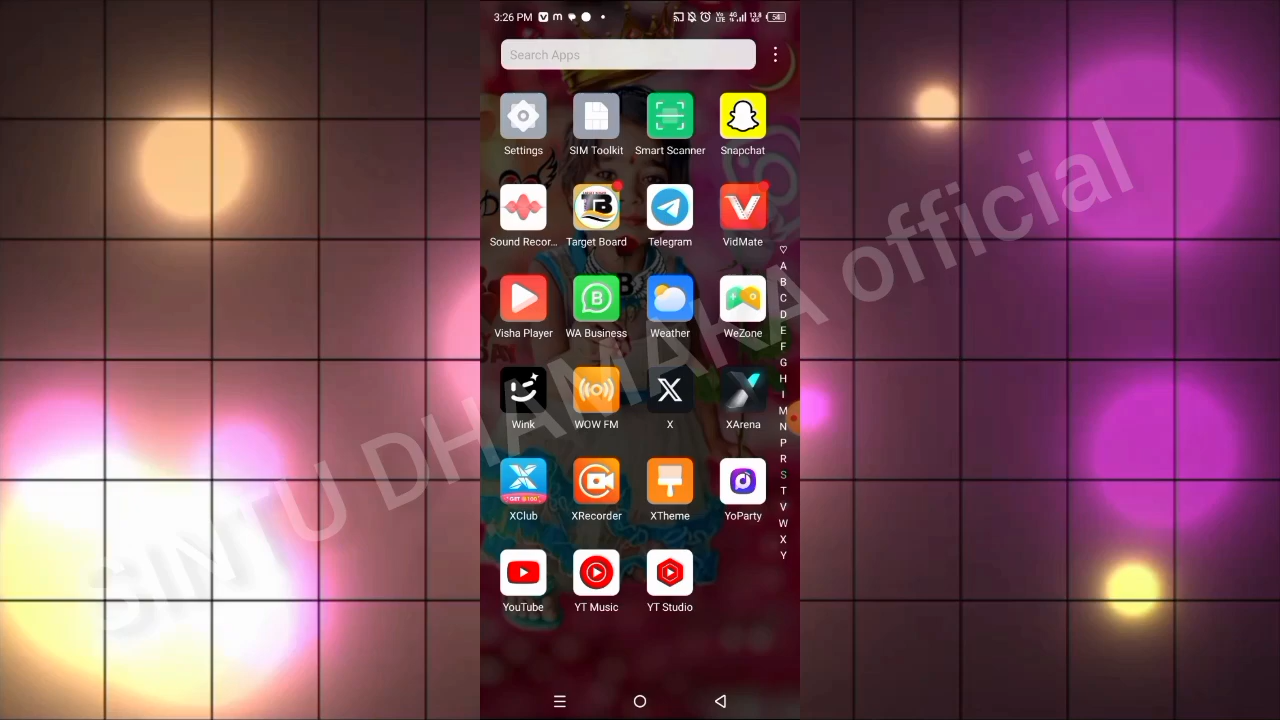 3:26 PM
Search Apps
Settings SIM Toolkit Smart Scanner Snapchat
Sound Recor... Target Board Telegram VidMate
Visha Player WA Business Weather WeZone
Wink WOW FM X XArena
XClub XRecorder XTheme YoParty
YouTube YT Music YT Studio
A
B
C
D
E
F
G
H
I
M
N
P
R
S
T
V
W
X
Y
SINTU DHAMAKA official